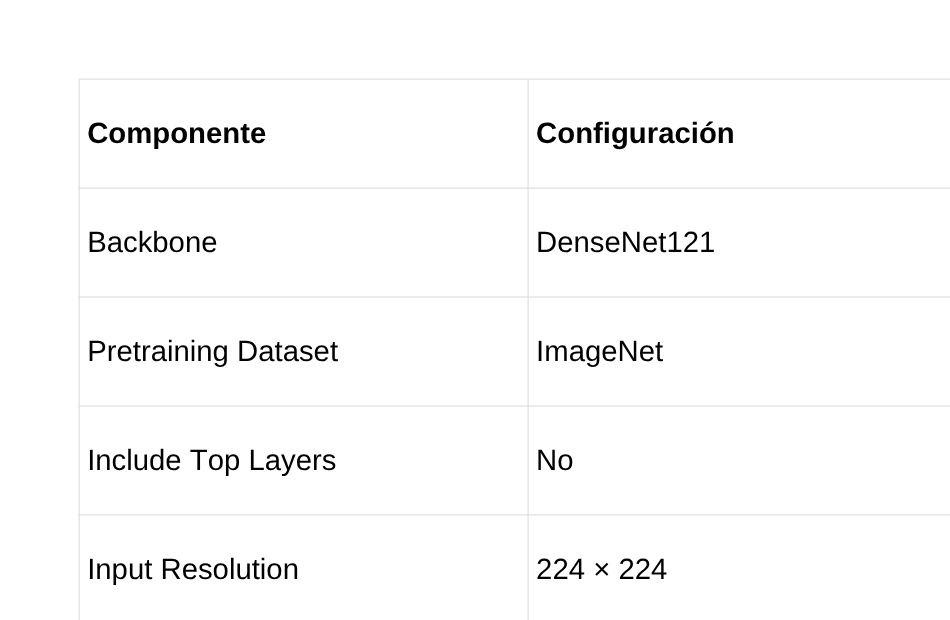 Componente Configuración
Backbone DenseNet121
Pretraining Dataset ImageNet
Include Top Layers No
Input Resolution 224 × 224